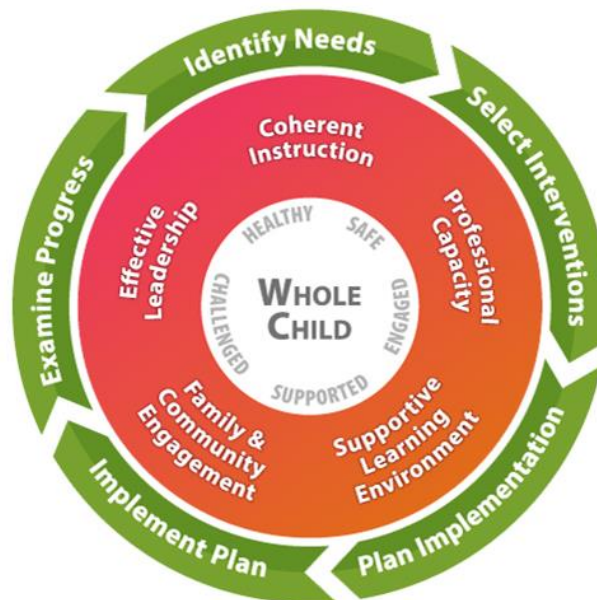 Identify Needs
Select Interventions
Plan Implementation
Implement Plan
Examine Progress
Coherent
Instruction
Professional
Capacity
Supportive
Learning
Environment
Family &
Community
Engagement
Effective
Leadership
HEALTHY
SAFE
ENGAGED
SUPPORTED
CHALLENGED
WHOLE
CHILD